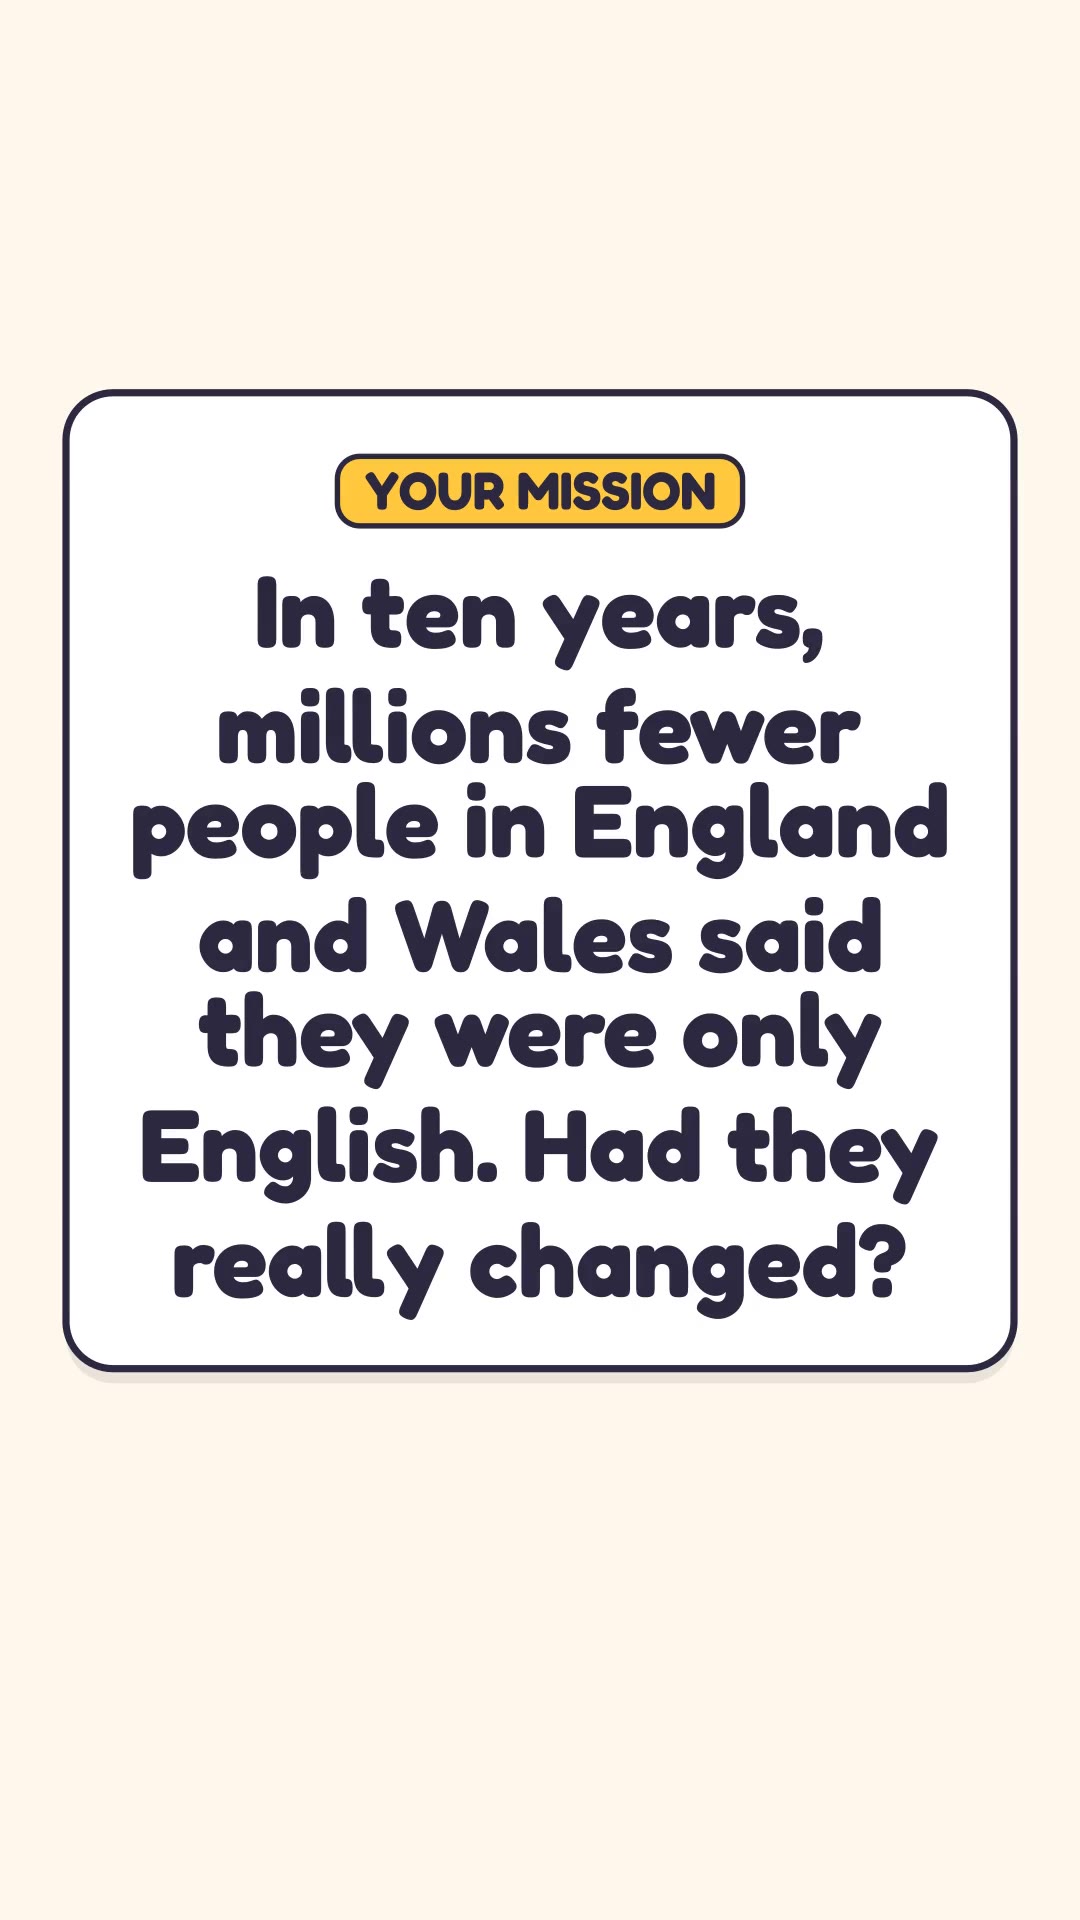 YOUR MISSION
In ten years,
millions fewer
people in England
and Wales said
they were only
English. Had they
really changed?